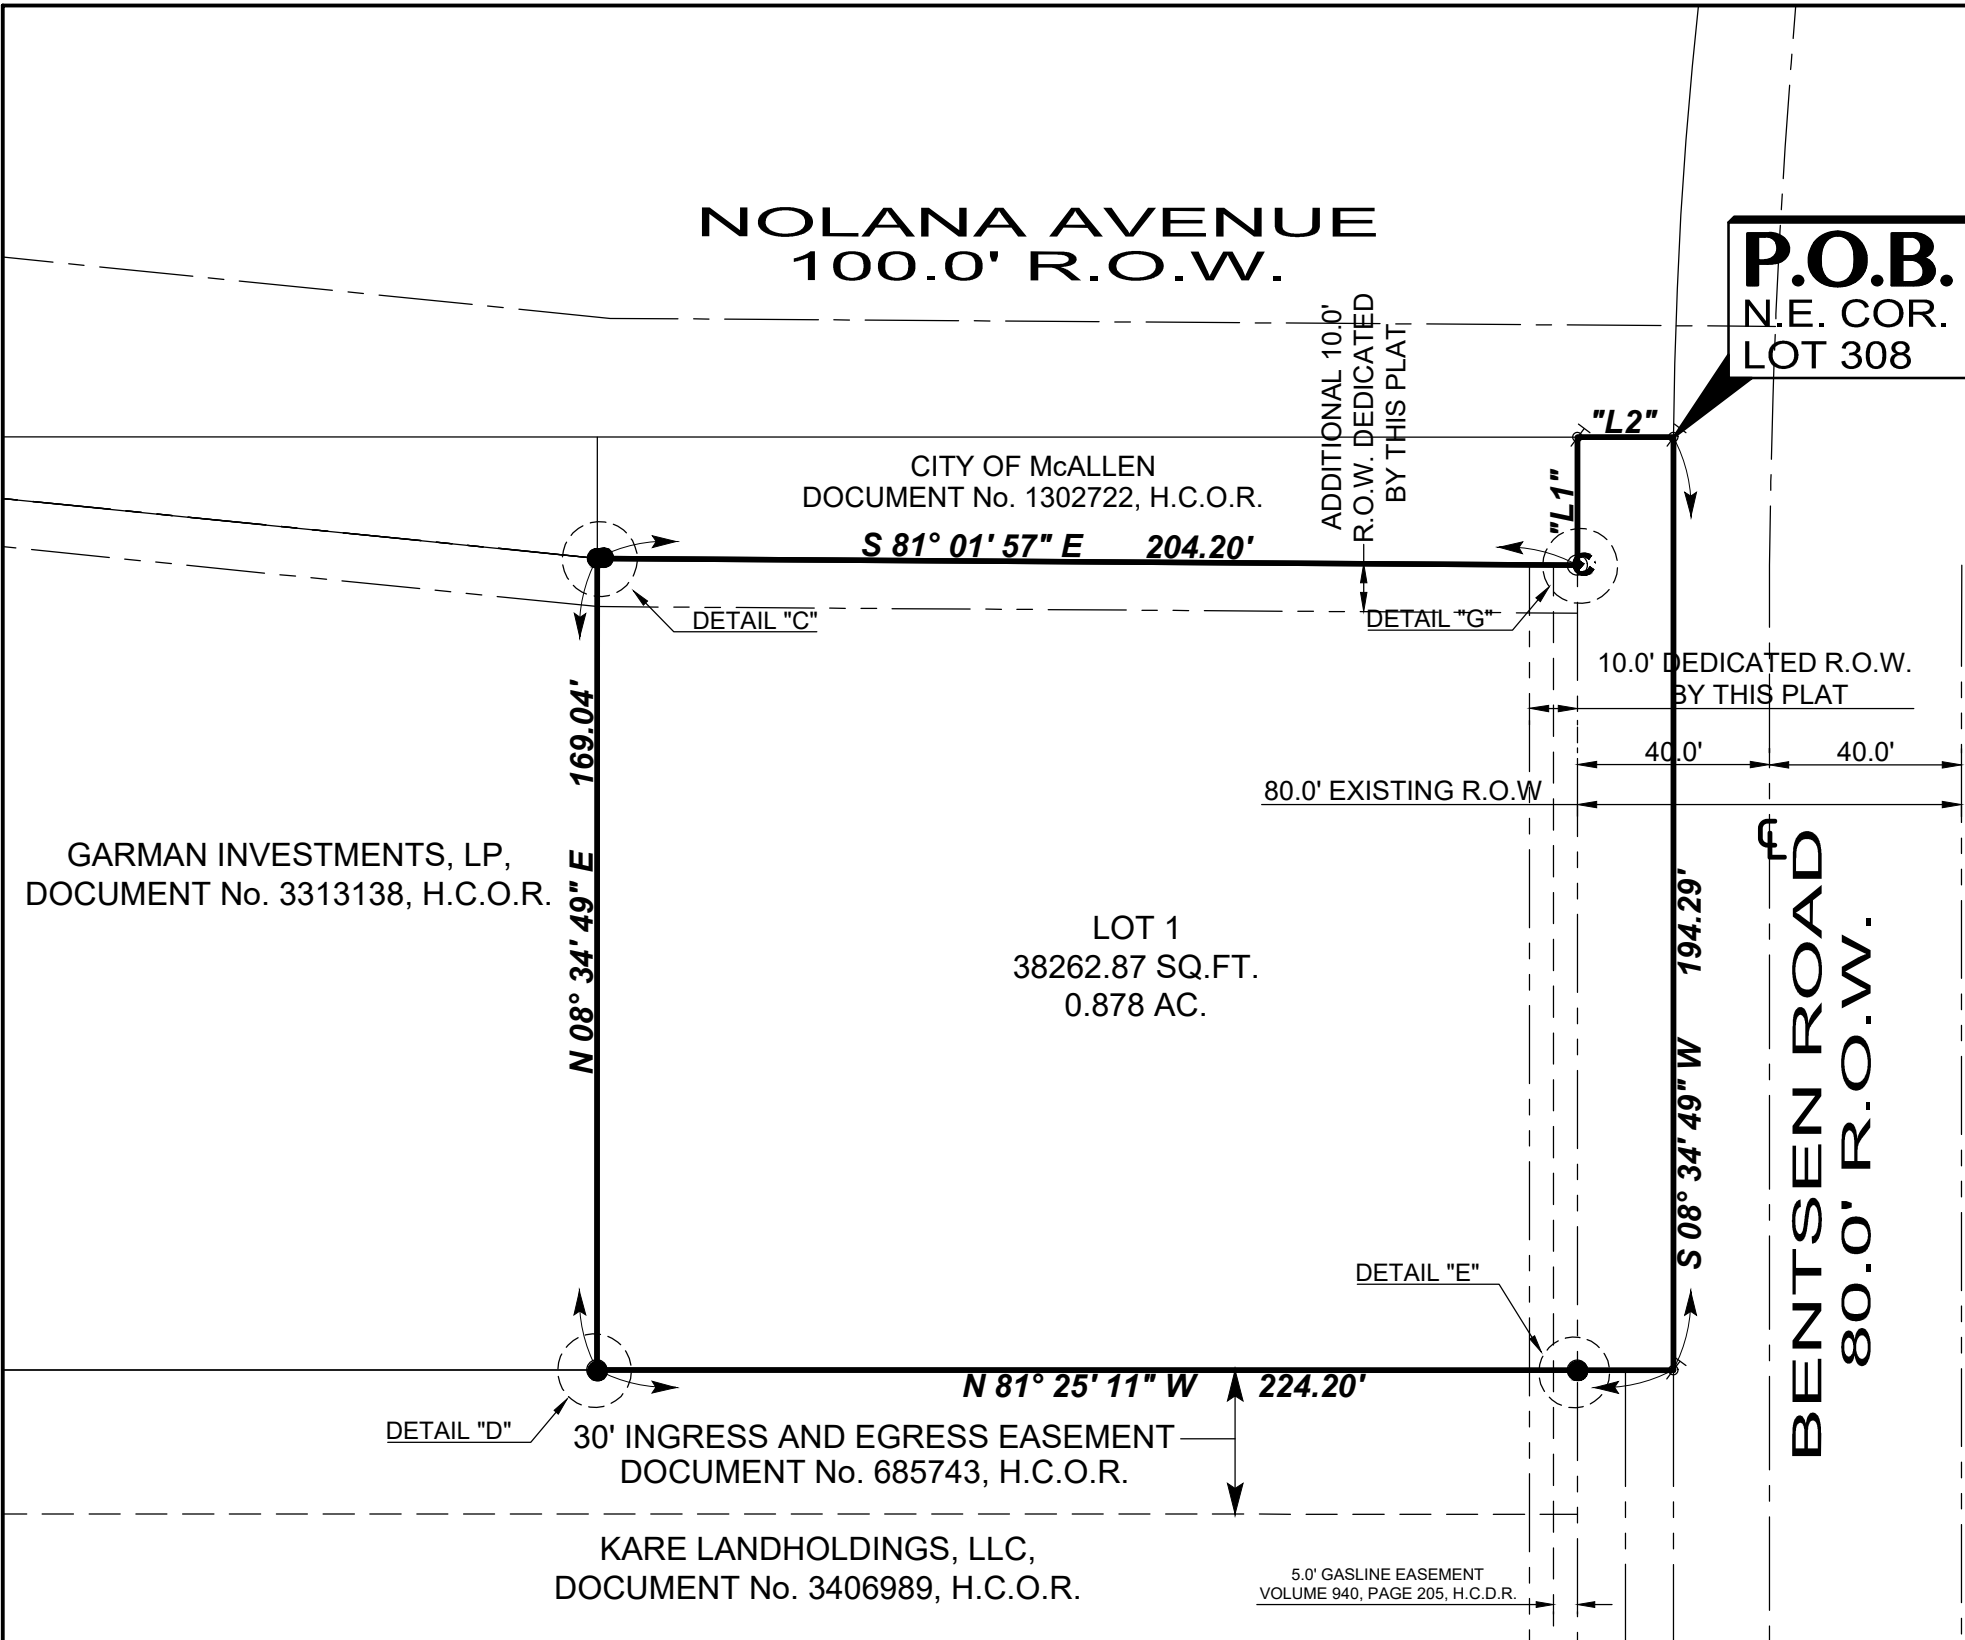 NOLANA AVENUE
100.0' R.O.W.
P.O.B.
N.E. COR.
LOT 308
ADDITIONAL 10.0'
R.O.W. DEDICATED
BY THIS PLAT
"L2"
"L1"
CITY OF McALLEN
DOCUMENT No. 1302722, H.C.O.R.
S 81° 01' 57" E 204.20'
DETAIL "C"
DETAIL "G"
10.0' DEDICATED R.O.W.
BY THIS PLAT
40.0' 40.0'
80.0' EXISTING R.O.W
N 08° 34' 49" E 169.04'
GARMAN INVESTMENTS, LP,
DOCUMENT No. 3313138, H.C.O.R.
LOT 1
38262.87 SQ.FT.
0.878 AC.
S 08° 34' 49" W 194.29'
BENTSEN ROAD
80.0' R.O.W.
DETAIL "E"
N 81° 25' 11" W 224.20'
DETAIL "D"
30' INGRESS AND EGRESS EASEMENT
DOCUMENT No. 685743, H.C.O.R.
KARE LANDHOLDINGS, LLC,
DOCUMENT No. 3406989, H.C.O.R.
5.0' GASLINE EASEMENT
VOLUME 940, PAGE 205, H.C.D.R.